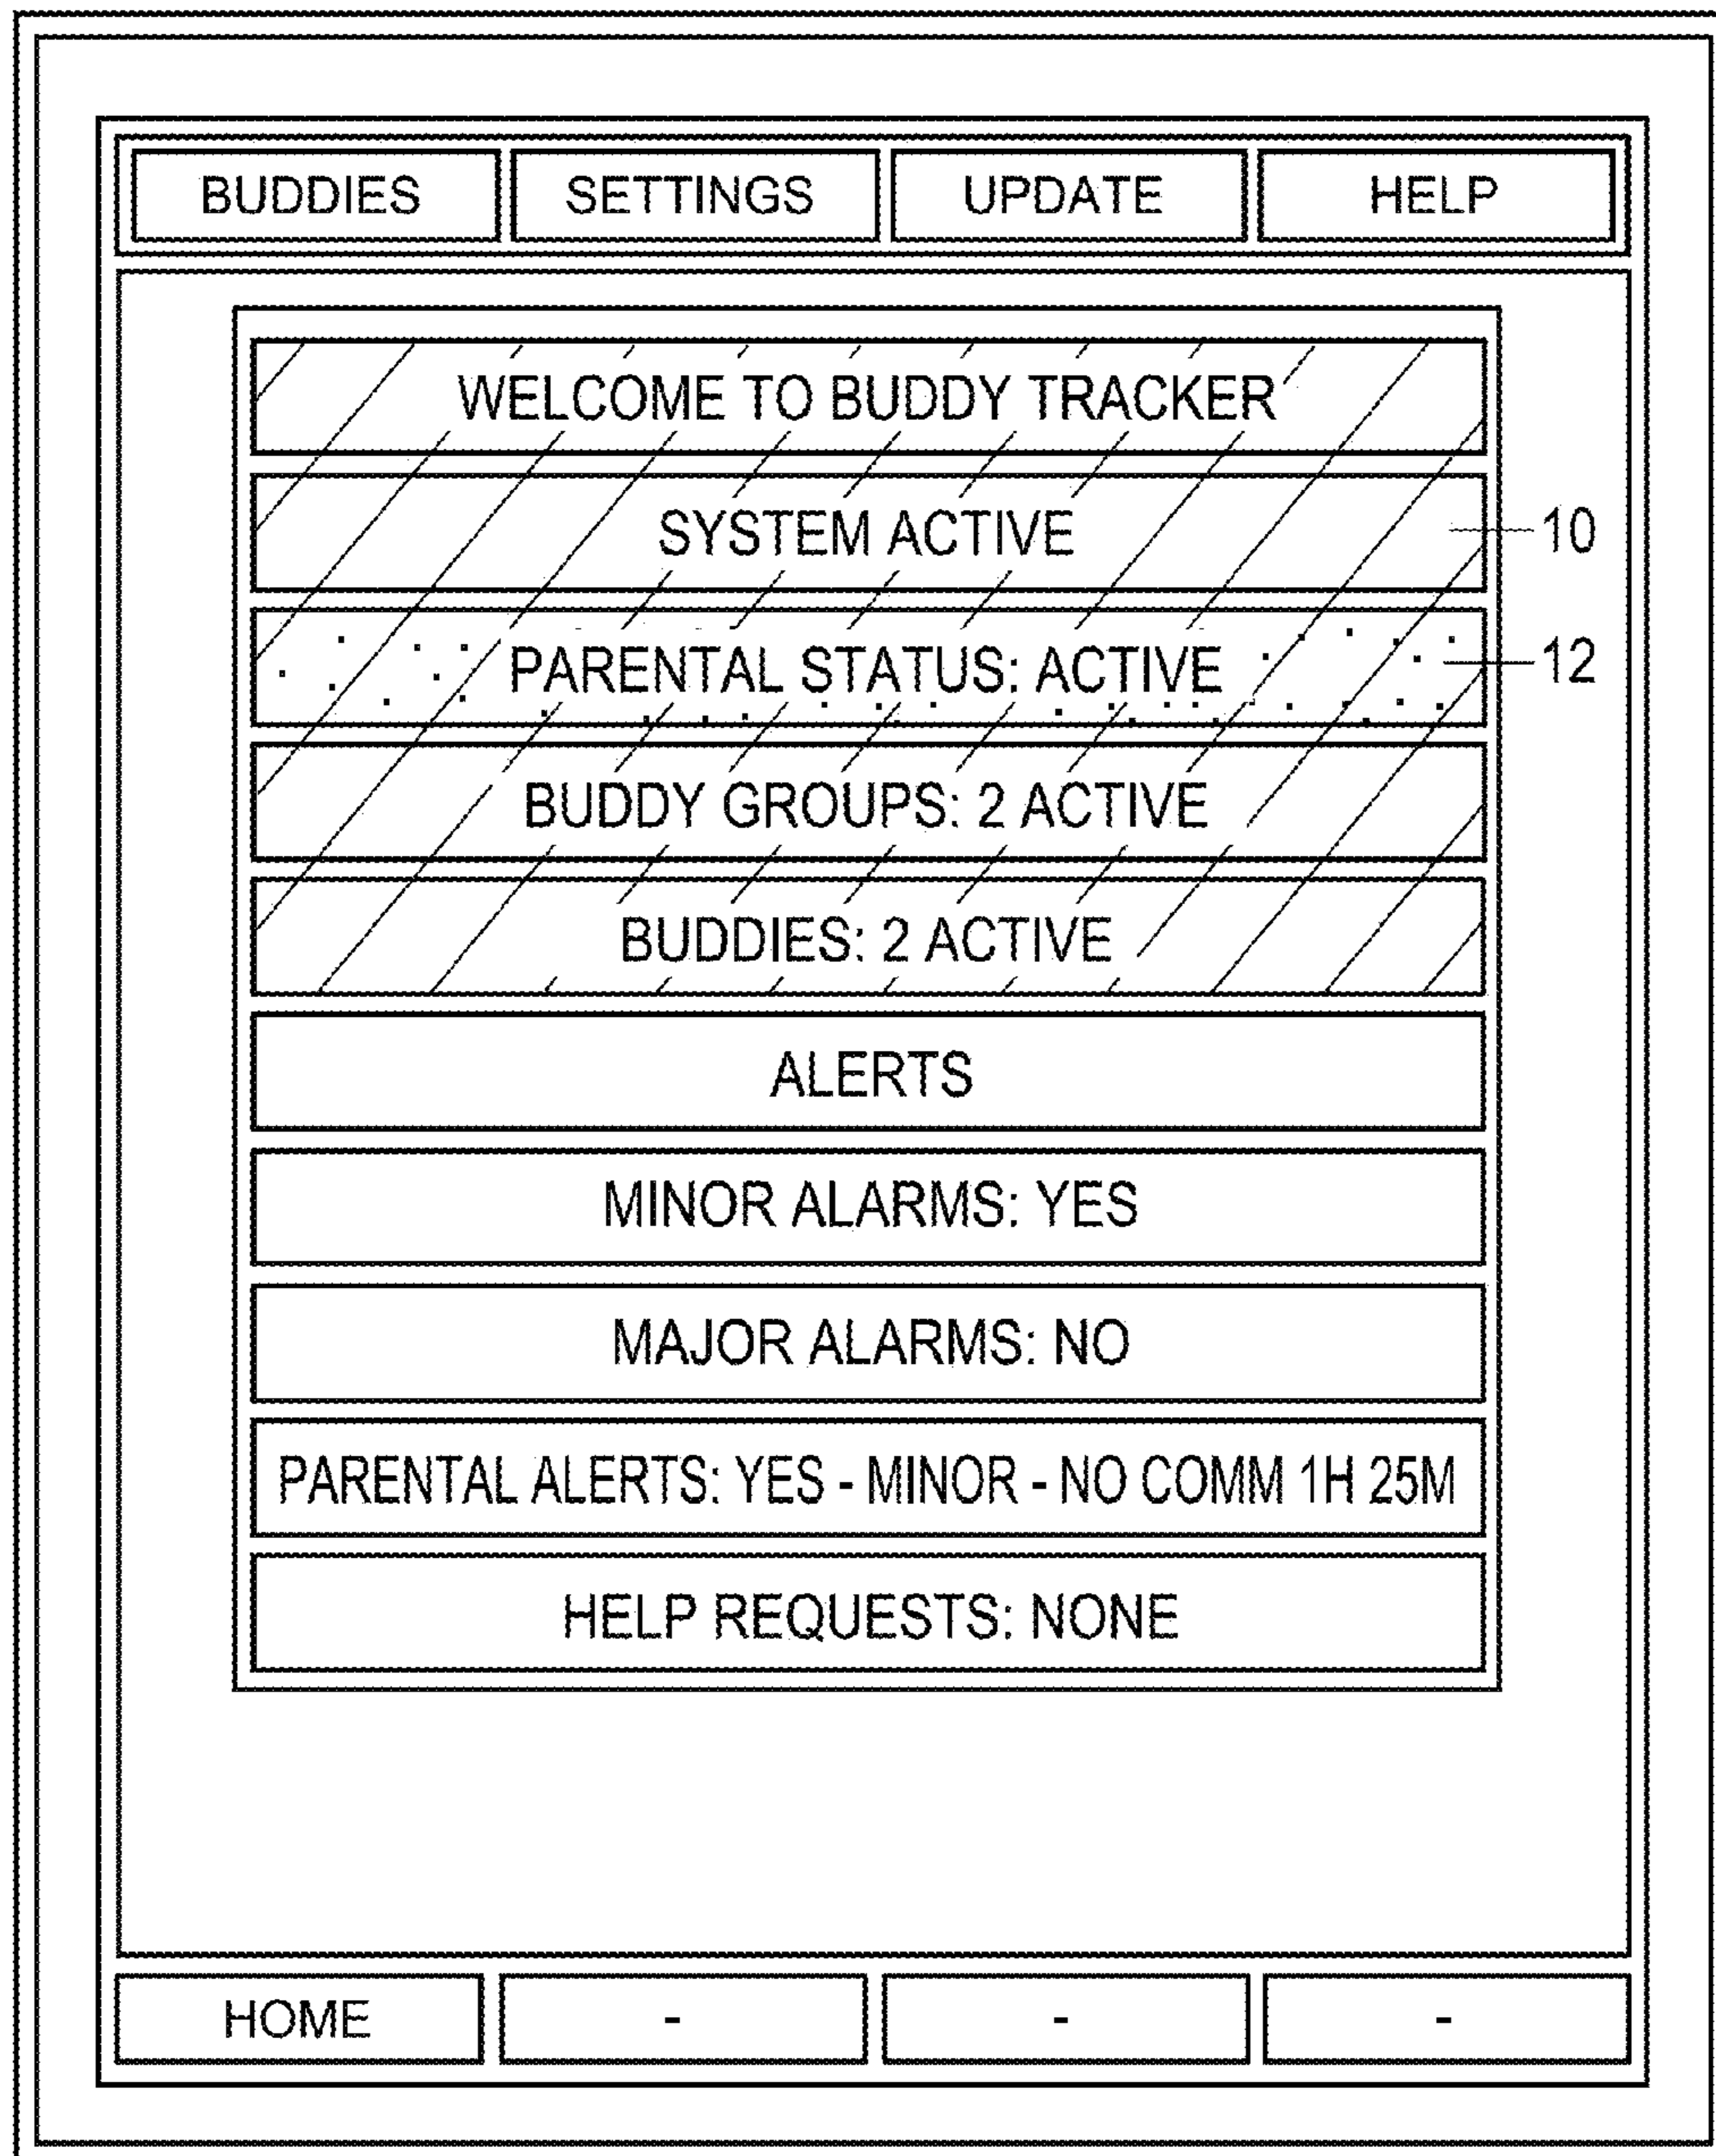 BUDDIES SETTINGS UPDATE HELP
WELCOME TO BUDDY TRACKER
SYSTEM ACTIVE 10
PARENTAL STATUS: ACTIVE 12
BUDDY GROUPS: 2 ACTIVE
BUDDIES: 2 ACTIVE
ALERTS
MINOR ALARMS: YES
MAJOR ALARMS: NO
PARENTAL ALERTS: YES - MINOR - NO COMM 1H 25M
HELP REQUESTS: NONE
HOME - - -